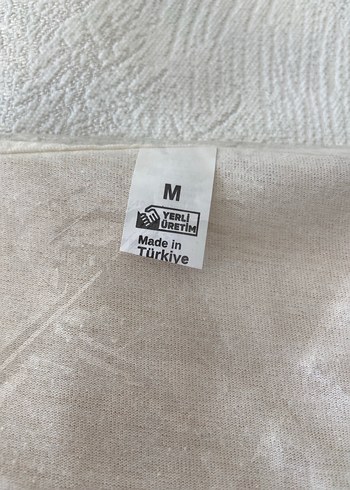 M
YERLİ
ÜRETİM
Made in
Türkiye